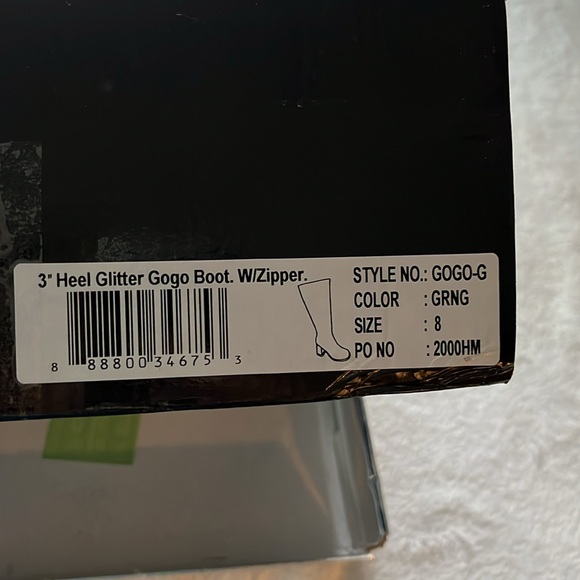 3" Heel Glitter Gogo Boot. W/Zipper.
8 88800 34675 3
STYLE NO.: GOGO-G
COLOR : GRNG
SIZE : 8
PO NO : 2000HM